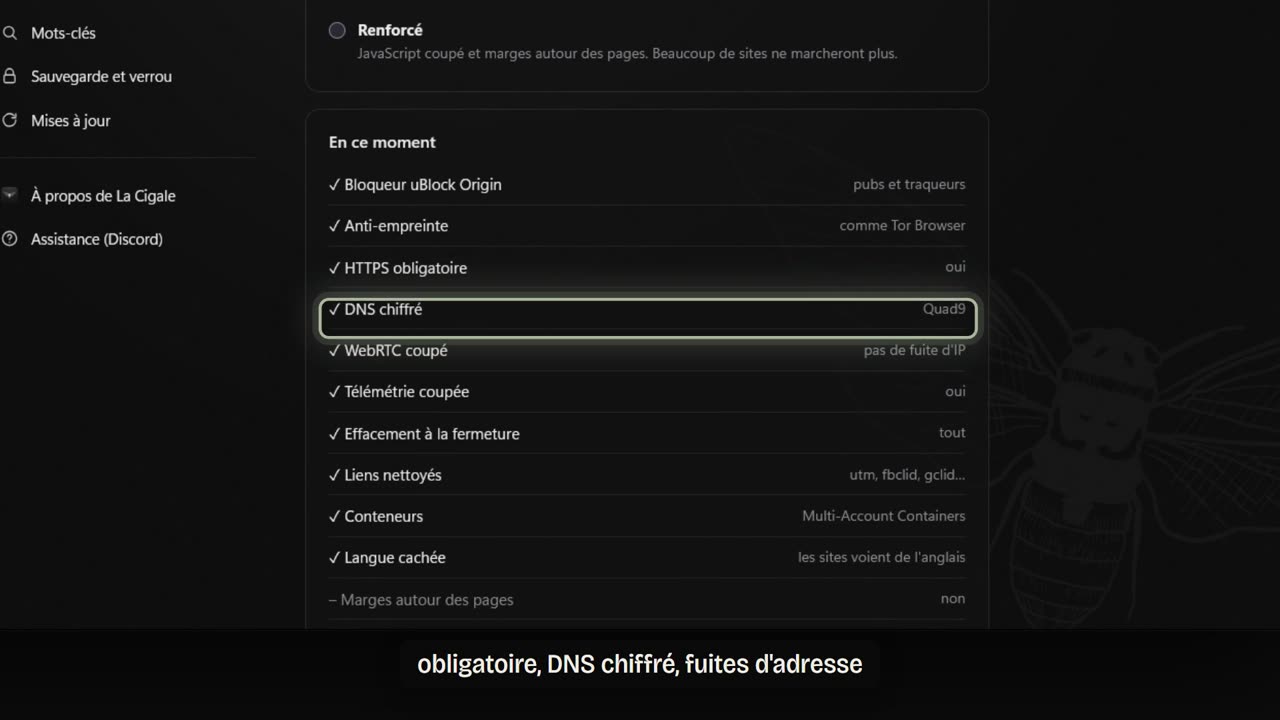 Mots-clés
Sauvegarde et verrou
Mises à jour
À propos de La Cigale
Assistance (Discord)
Renforcé
JavaScript coupé et marges autour des pages. Beaucoup de sites ne marcheront plus.
En ce moment
✓ Bloqueur uBlock Origin pubs et traqueurs
✓ Anti-empreinte comme Tor Browser
✓ HTTPS obligatoire oui
✓ DNS chiffré Quad9
✓ WebRTC coupé pas de fuite d'IP
✓ Télémétrie coupée oui
✓ Effacement à la fermeture tout
✓ Liens nettoyés utm, fbclid, gclid...
✓ Conteneurs Multi-Account Containers
✓ Langue cachée les sites voient de l'anglais
– Marges autour des pages non
obligatoire, DNS chiffré, fuites d'adresse